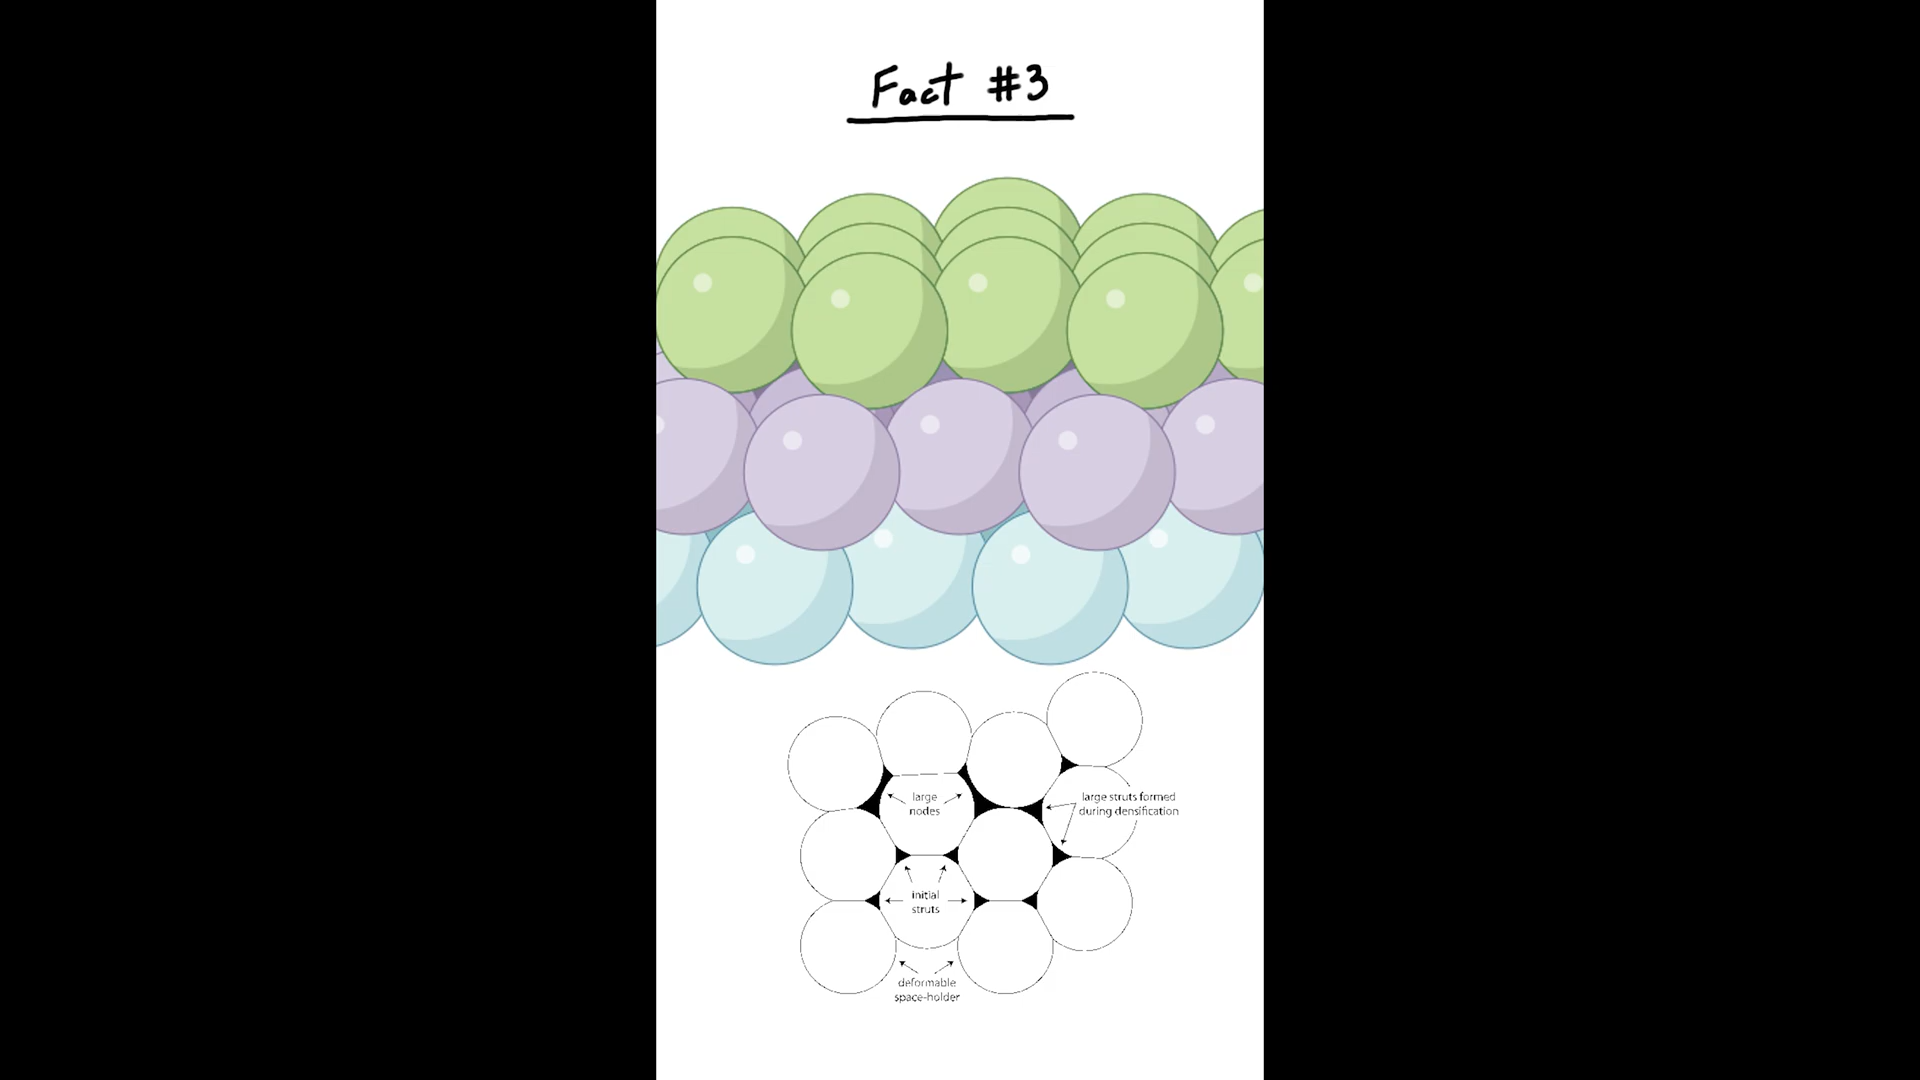 Fact #3
large
nodes
large struts formed
during densification
initial
struts
deformable
space-holder